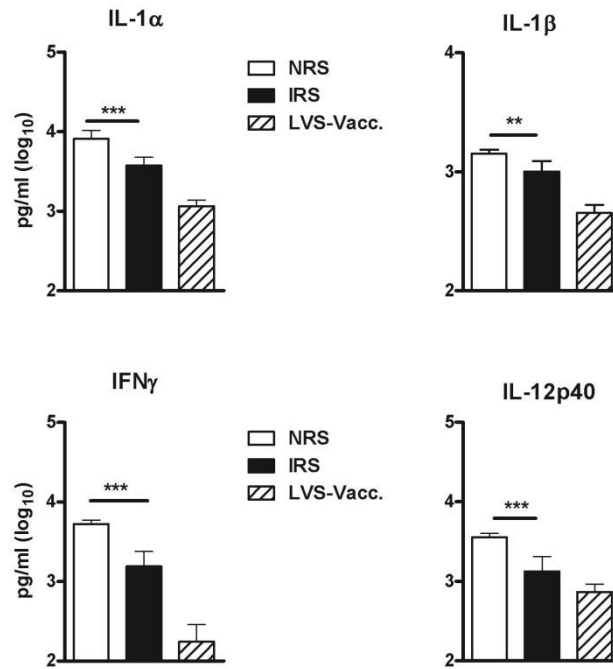 IL-1α
5
4
3
2
pg/ml (log10)
***
NRS
IRS
LVS-Vacc.
IL-1β
4
3
2
**
IFNγ
5
4
3
2
pg/ml (log10)
***
NRS
IRS
LVS-Vacc.
IL-12p40
5
4
3
2
***